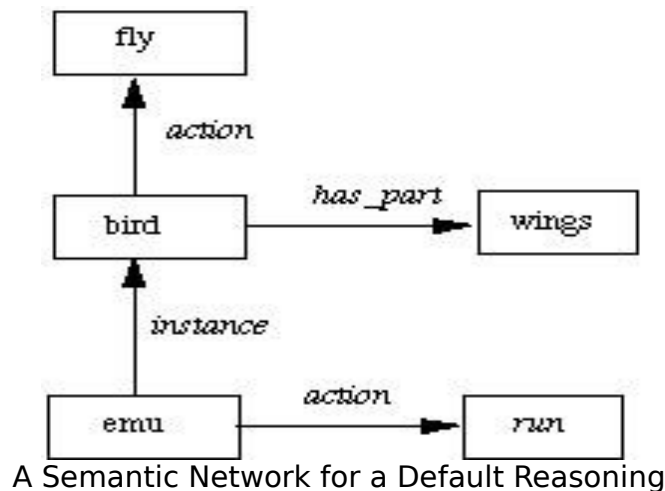 fly
action
has_part
bird
wings
instance
action
emu
run
A Semantic Network for a Default Reasoning